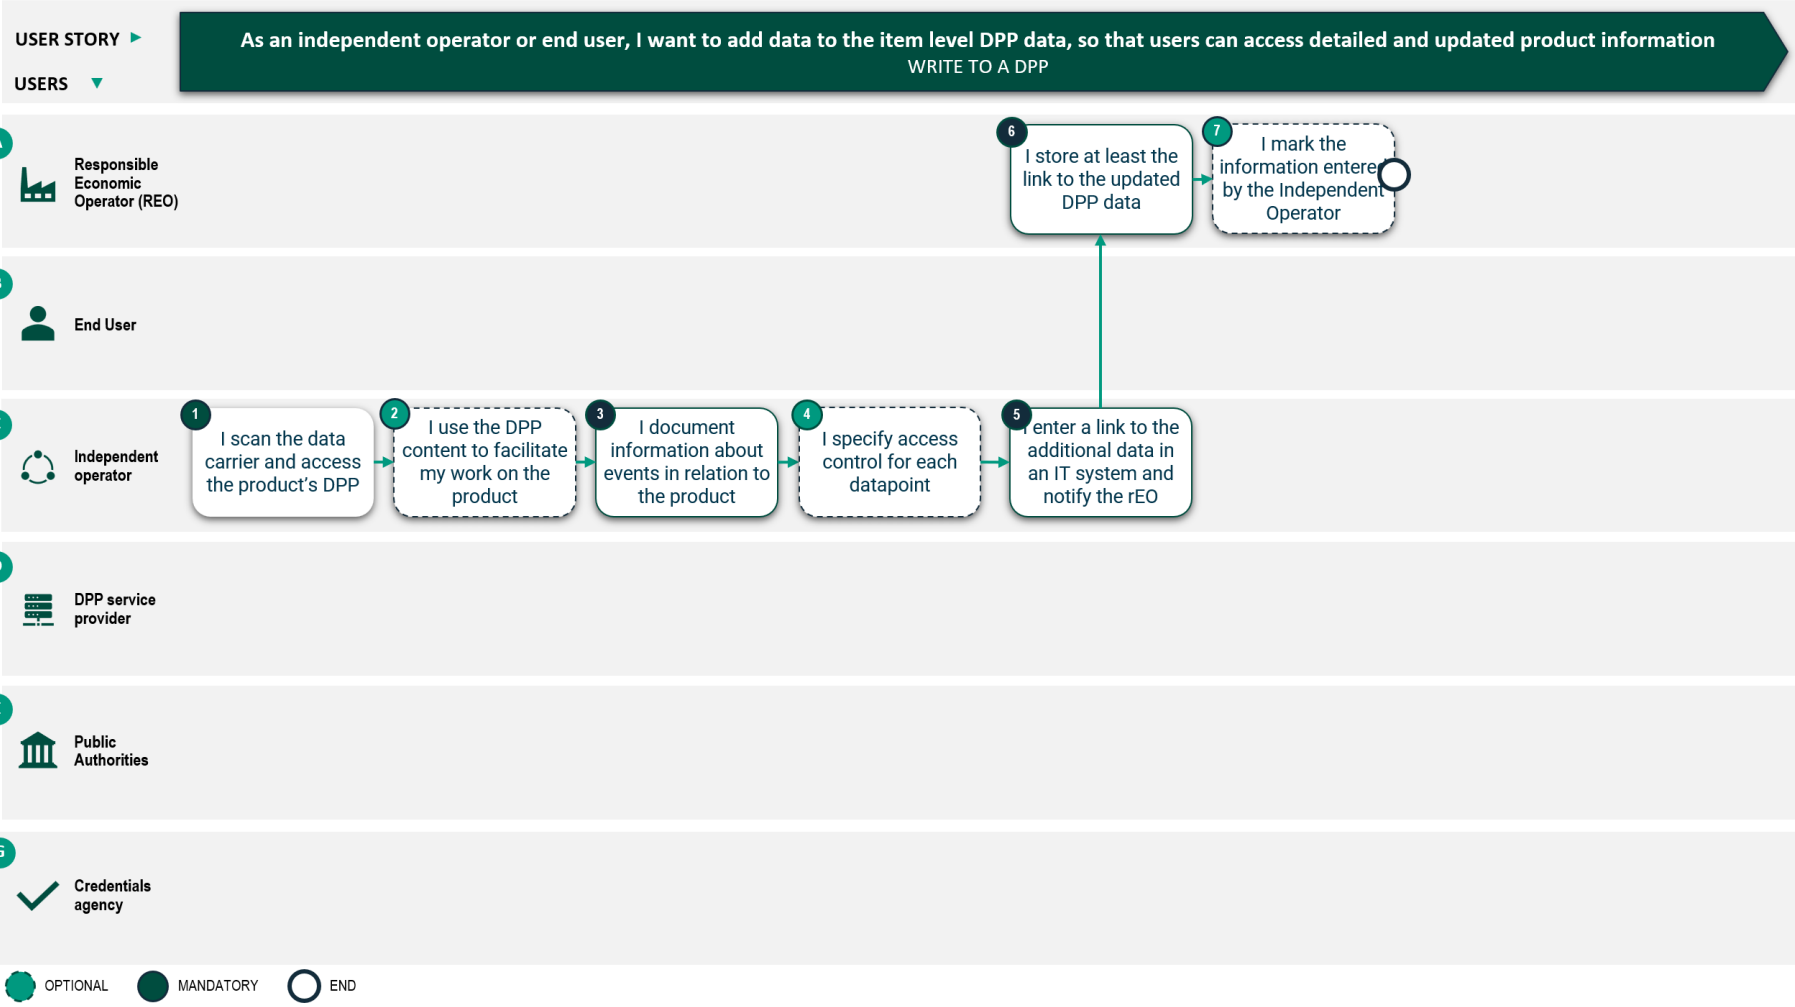 USER STORY
USERS
As an independent operator or end user, I want to add data to the item level DPP data, so that users can access detailed and updated product information
WRITE TO A DPP
Responsible
Economic
Operator (REO)
6
I store at least the
link to the updated
DPP data
7
I mark the
information entered
by the Independent
Operator
End User
Independent
operator
1
I scan the data
carrier and access
the product's DPP
2
I use the DPP
content to facilitate
my work on the
product
3
I document
information about
events in relation to
the product
4
I specify access
control for each
datapoint
5
I enter a link to the
additional data in
an IT system and
notify the rEO
DPP service
provider
Public
Authorities
G
Credentials
agency
OPTIONAL
MANDATORY
END